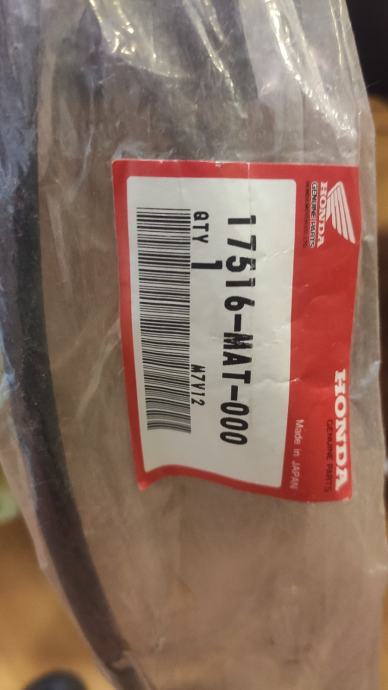 HONDA
GENUINE PARTS
HONDA
GENUINE PARTS
17516-MAT-000
QTY
1
M7V12
Made in JAPAN